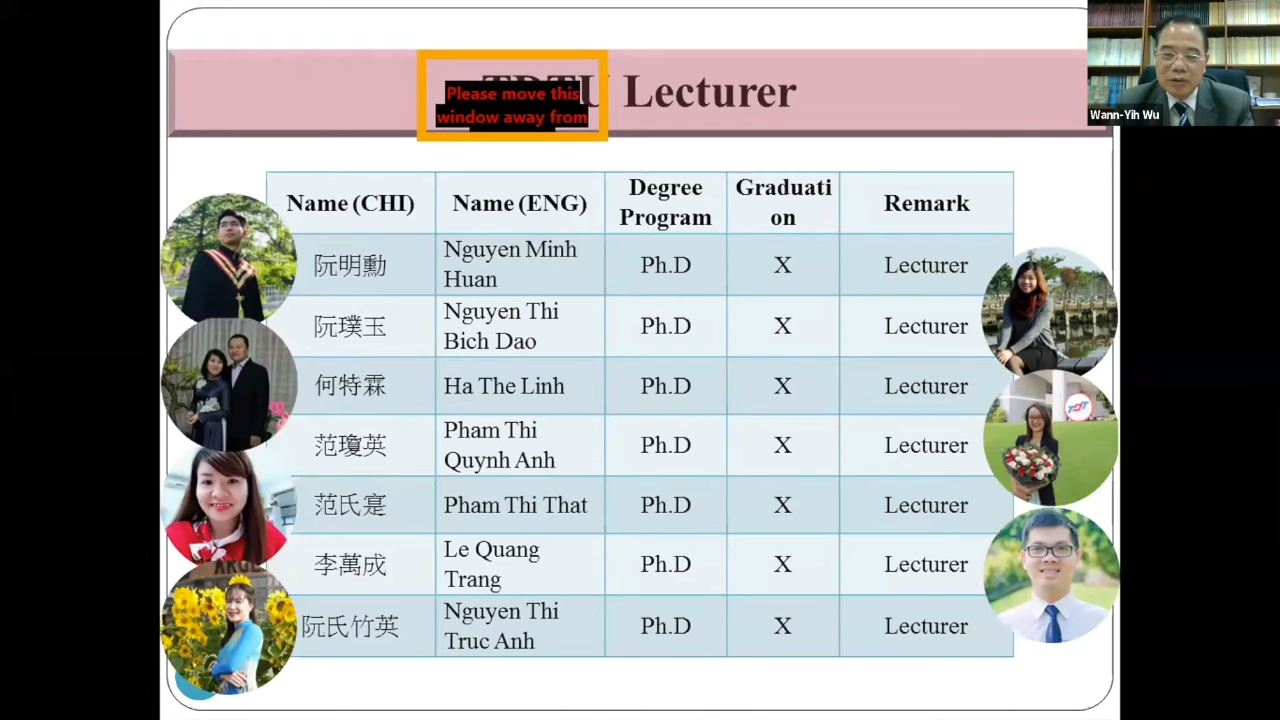 TDTU Lecturer
Please move this
window away from
Wann-Yih Wu
Name (CHI) Name (ENG) Degree Program Graduati on Remark
阮明勳 Nguyen Minh Huan Ph.D X Lecturer
阮璞玉 Nguyen Thi Bich Dao Ph.D X Lecturer
何特霖 Ha The Linh Ph.D X Lecturer
范瓊英 Pham Thi Quynh Anh Ph.D X Lecturer
范氏寔 Pham Thi That Ph.D X Lecturer
李萬成 Le Quang Trang Ph.D X Lecturer
阮氏竹英 Nguyen Thi Truc Anh Ph.D X Lecturer
TDT